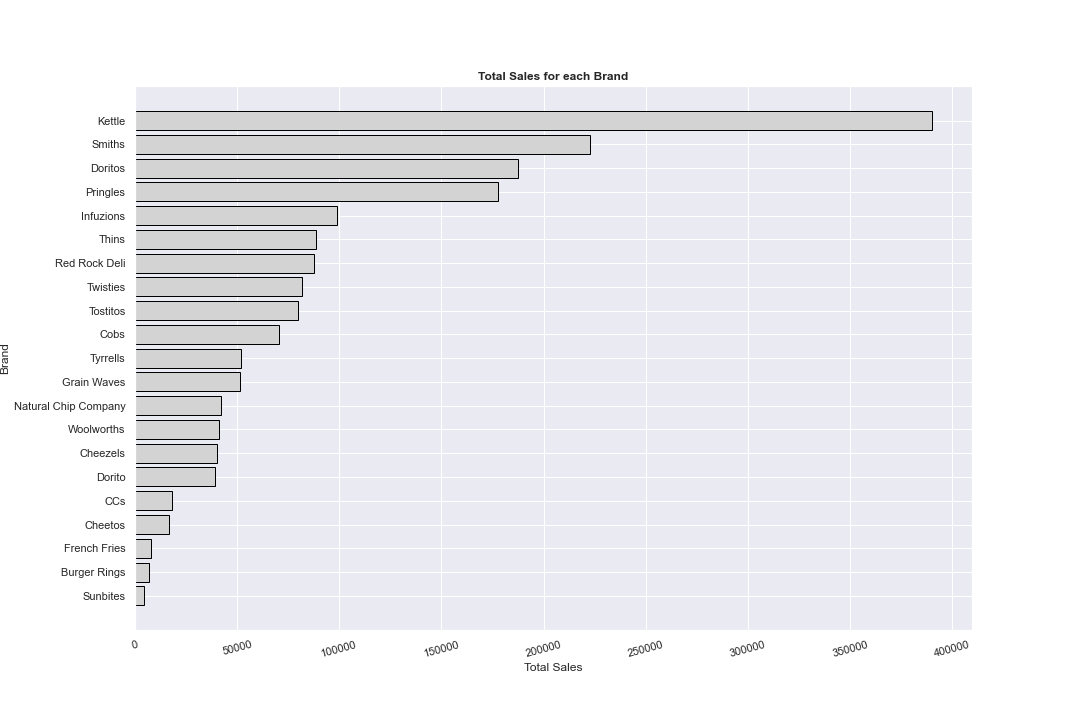 Total Sales for each Brand
Kettle
Smiths
Doritos
Pringles
Infuzions
Thins
Red Rock Deli
Twisties
Tostitos
Cobs
Tyrrells
Grain Waves
Natural Chip Company
Woolworths
Cheezels
Dorito
CCs
Cheetos
French Fries
Burger Rings
Sunbites
Brand
0 50000 100000 150000 200000 250000 300000 350000 400000
Total Sales